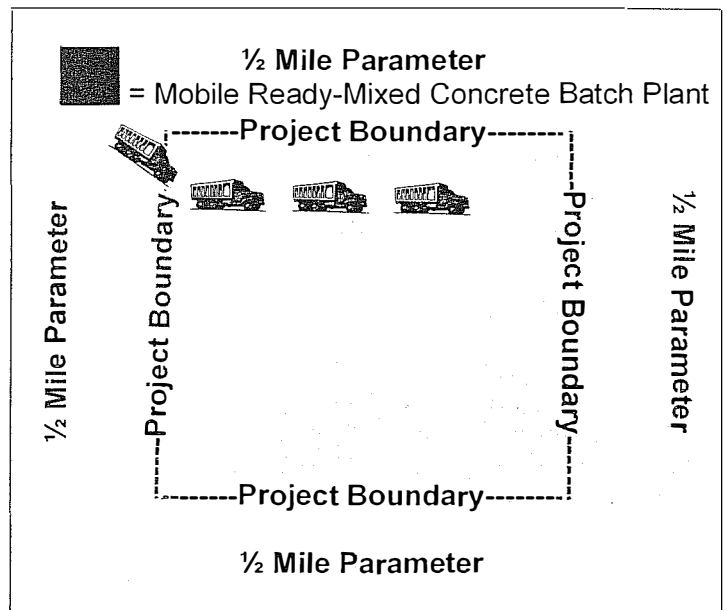 ½ Mile Parameter
= Mobile Ready-Mixed Concrete Batch Plant
Project Boundary
Project Boundary
Project Boundary
½ Mile Parameter
½ Mile Parameter
Project Boundary
½ Mile Parameter